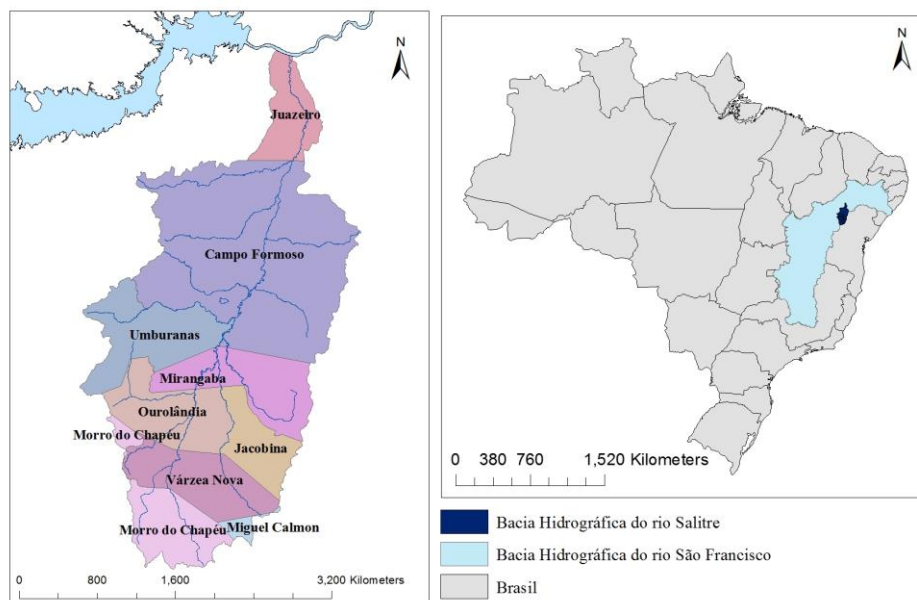 N
Juazeiro
Campo Formoso
Umburanas
Mirangaba
Ourolândia
Morro do Chapéu
Jacobina
Várzea Nova
Morro do Chapéu
Miguel Calmon
0 800 1,600 3,200 Kilometers
N
0 380 760 1,520 Kilometers
Bacia Hidrográfica do rio Salitre
Bacia Hidrográfica do rio São Francisco
Brasil